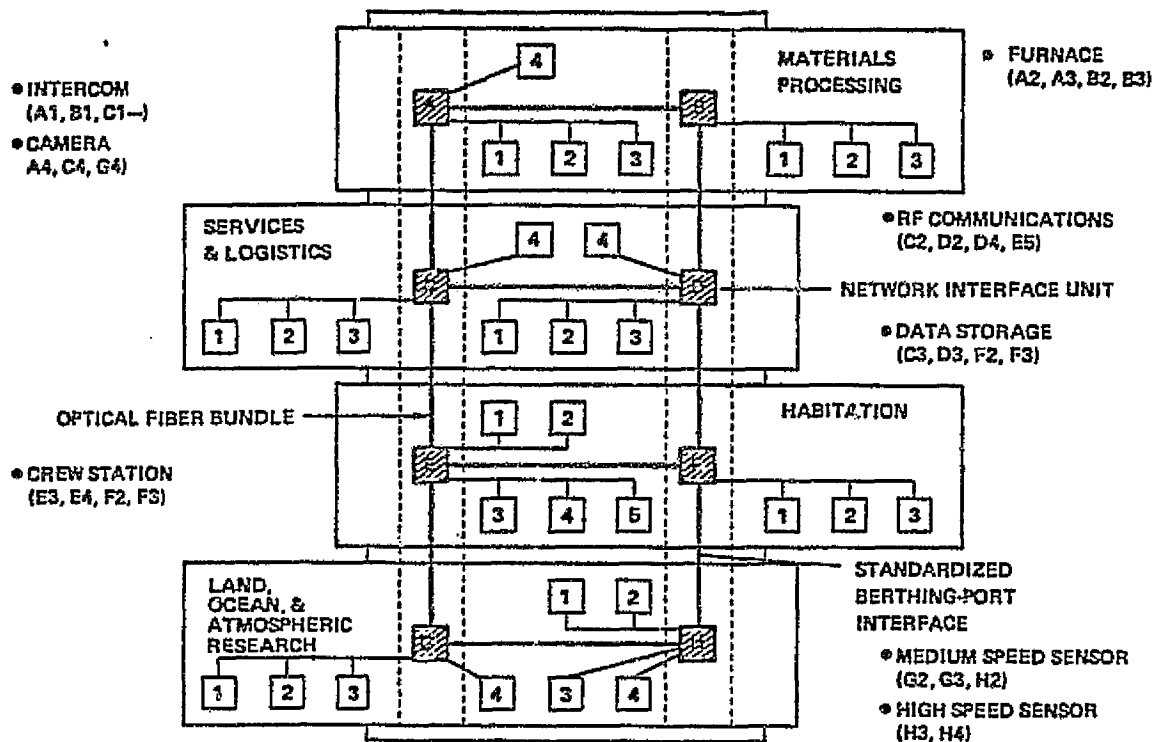 MATERIALS
PROCESSING
● FURNACE
(A2, A3, B2, B3)
● INTERCOM
(A1, B1, C1--)
● CAMERA
A4, C4, G4)
4
1 2 3
1 2 3
SERVICES
& LOGISTICS
4 4
● RF COMMUNICATIONS
(C2, D2, D4, E5)
NETWORK INTERFACE UNIT
1 2 3
1 2 3
● DATA STORAGE
(C3, D3, F2, F3)
OPTICAL FIBER BUNDLE
1 2
HABITATION
● CREW STATION
(E3, E4, F2, F3)
3 4 5
1 2 3
LAND,
OCEAN, &
ATMOSPHERIC
RESEARCH
1 2
STANDARDIZED
BERTHING-PORT
INTERFACE
1 2 3
4 3 4
● MEDIUM SPEED SENSOR
(G2, G3, H2)
● HIGH SPEED SENSOR
(H3, H4)